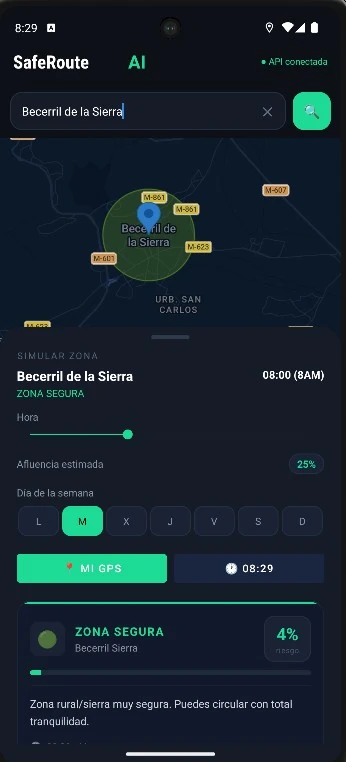 8:29 A
SafeRoute AI
API conectada
Becerril de la Sierra
M-861
M-607
M-861
Becerril de
la Sierra
M-623
M-601
URB. SAN
CARLOS
SIMULAR ZONA
Becerril de la Sierra 08:00 (8AM)
ZONA SEGURA
Hora
Afluencia estimada 25%
Día de la semana
L M X J V S D
MI GPS 08:29
ZONA SEGURA 4%
Becerril Sierra riesgo
Zona rural/sierra muy segura. Puedes circular con total
tranquilidad.